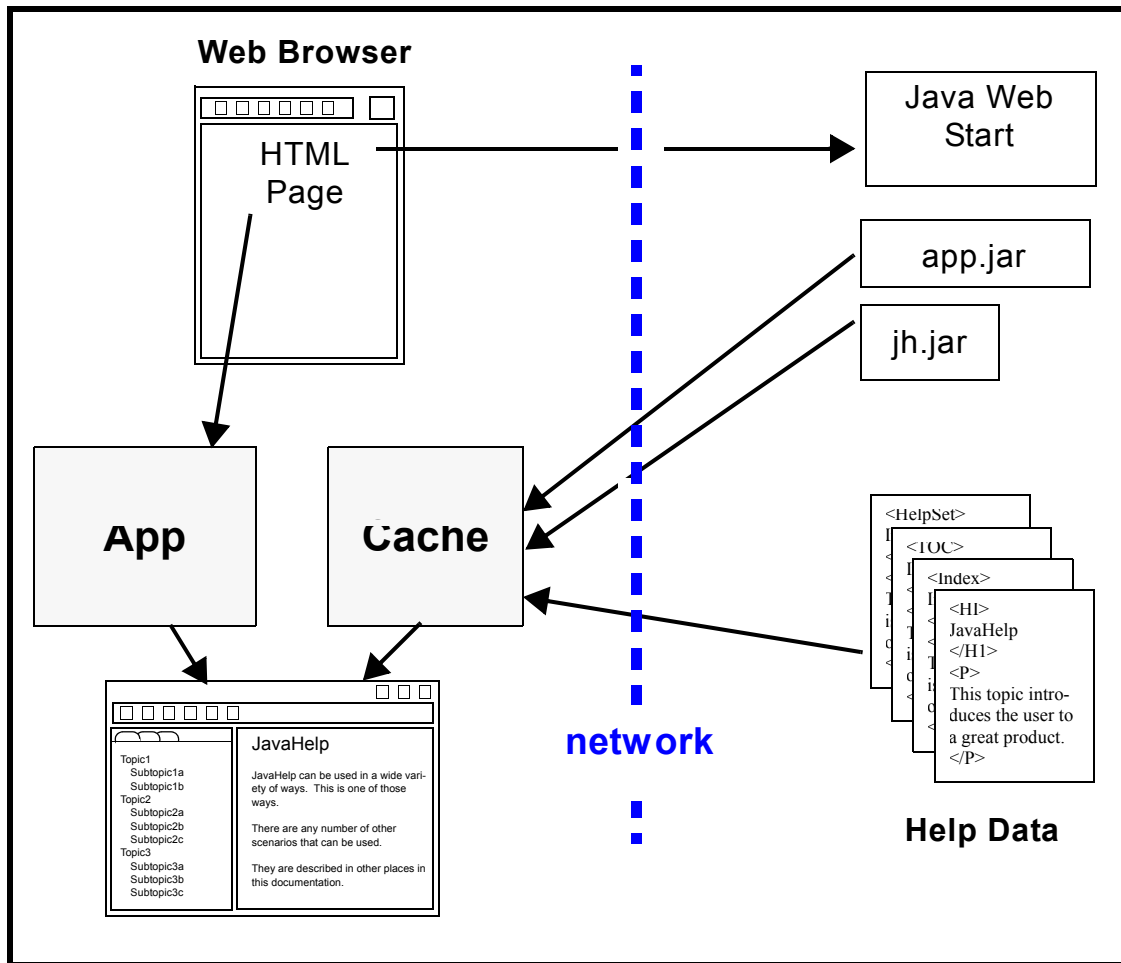 Web Browser
HTML
Page
Java Web
Start
app.jar
jh.jar
App
Cache
<HelpSet>
<TOC>
<Index>
<HI>
JavaHelp
</H1>
<P>
This topic intro-
duces the user to
a great product.
</P>
Help Data
network
Topic1
Subtopic1a
Subtopic1b
Topic2
Subtopic2a
Subtopic2b
Subtopic2c
Topic3
Subtopic3a
Subtopic3b
Subtopic3c
JavaHelp
JavaHelp can be used in a wide vari-
ety of ways.  This is one of those
ways.
There are any number of other
scenarios that can be used.
They are described in other places in
this documentation.